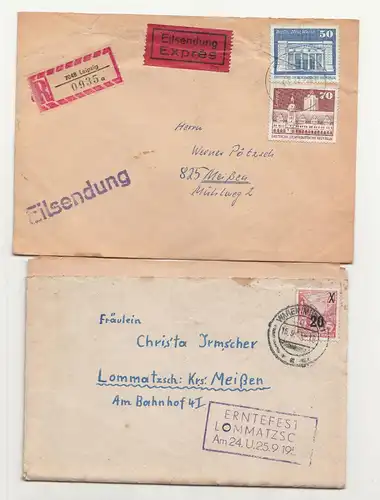 R
7048 Leipzig
0935 a
Eilsendung
Exprès
50
70
DEUTSCHE DEMOKRATISCHE REPUBLIK
Herrn
Werner Pötzsch
825 Meißen
Mühlweg 2
Eilsendung
X
20
Fräulein
Christa Irmscher
Lommatzsch: Krs: Meißen
Am Bahnhof 4I
ERNTEFEST
LOMMATZSC
Am 24.U.25.9 19